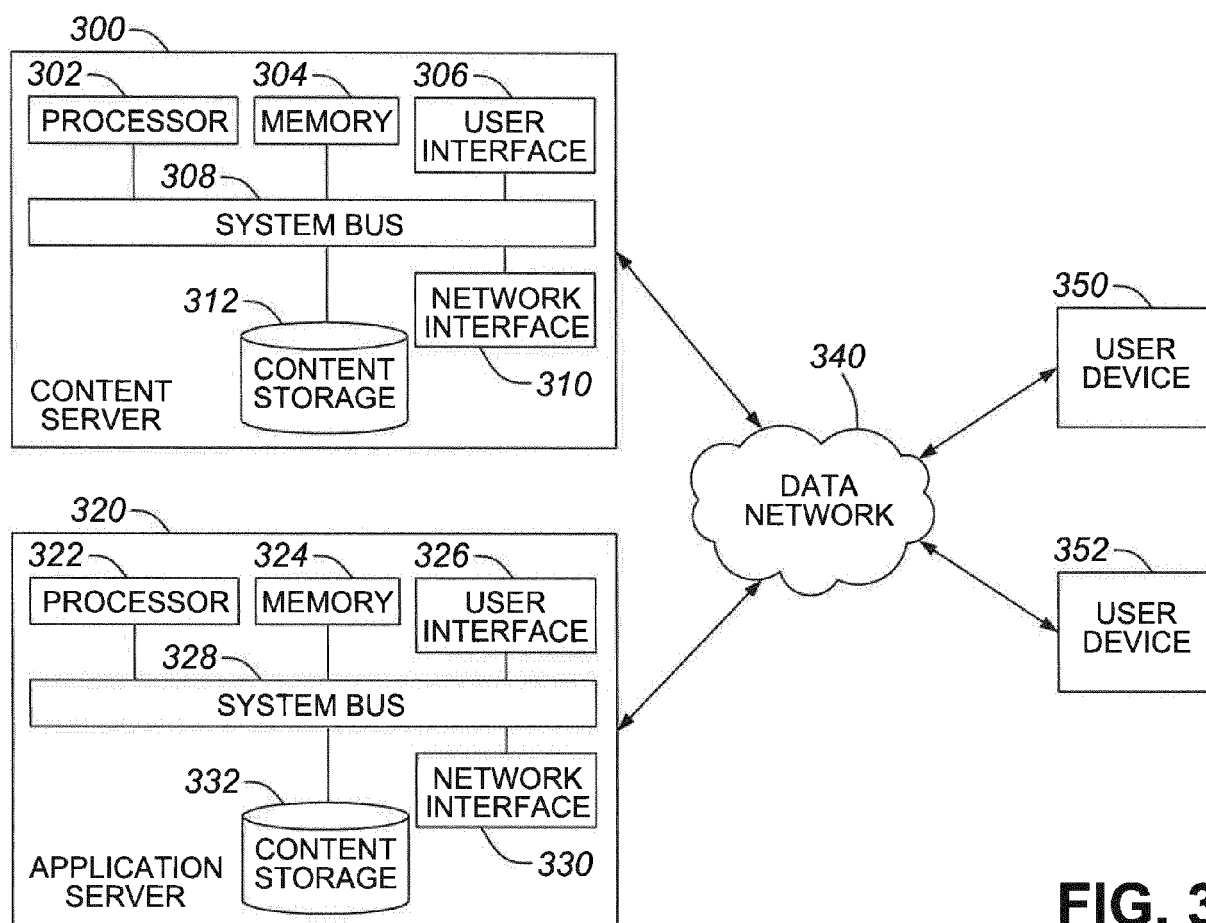 300
302
304
306
PROCESSOR
MEMORY
USER
INTERFACE
308
SYSTEM BUS
312
NETWORK
INTERFACE
310
CONTENT
STORAGE
CONTENT
SERVER
320
322
324
326
PROCESSOR
MEMORY
USER
INTERFACE
328
SYSTEM BUS
332
NETWORK
INTERFACE
330
CONTENT
STORAGE
APPLICATION
SERVER
340
DATA
NETWORK
350
USER
DEVICE
352
USER
DEVICE
FIG. 3